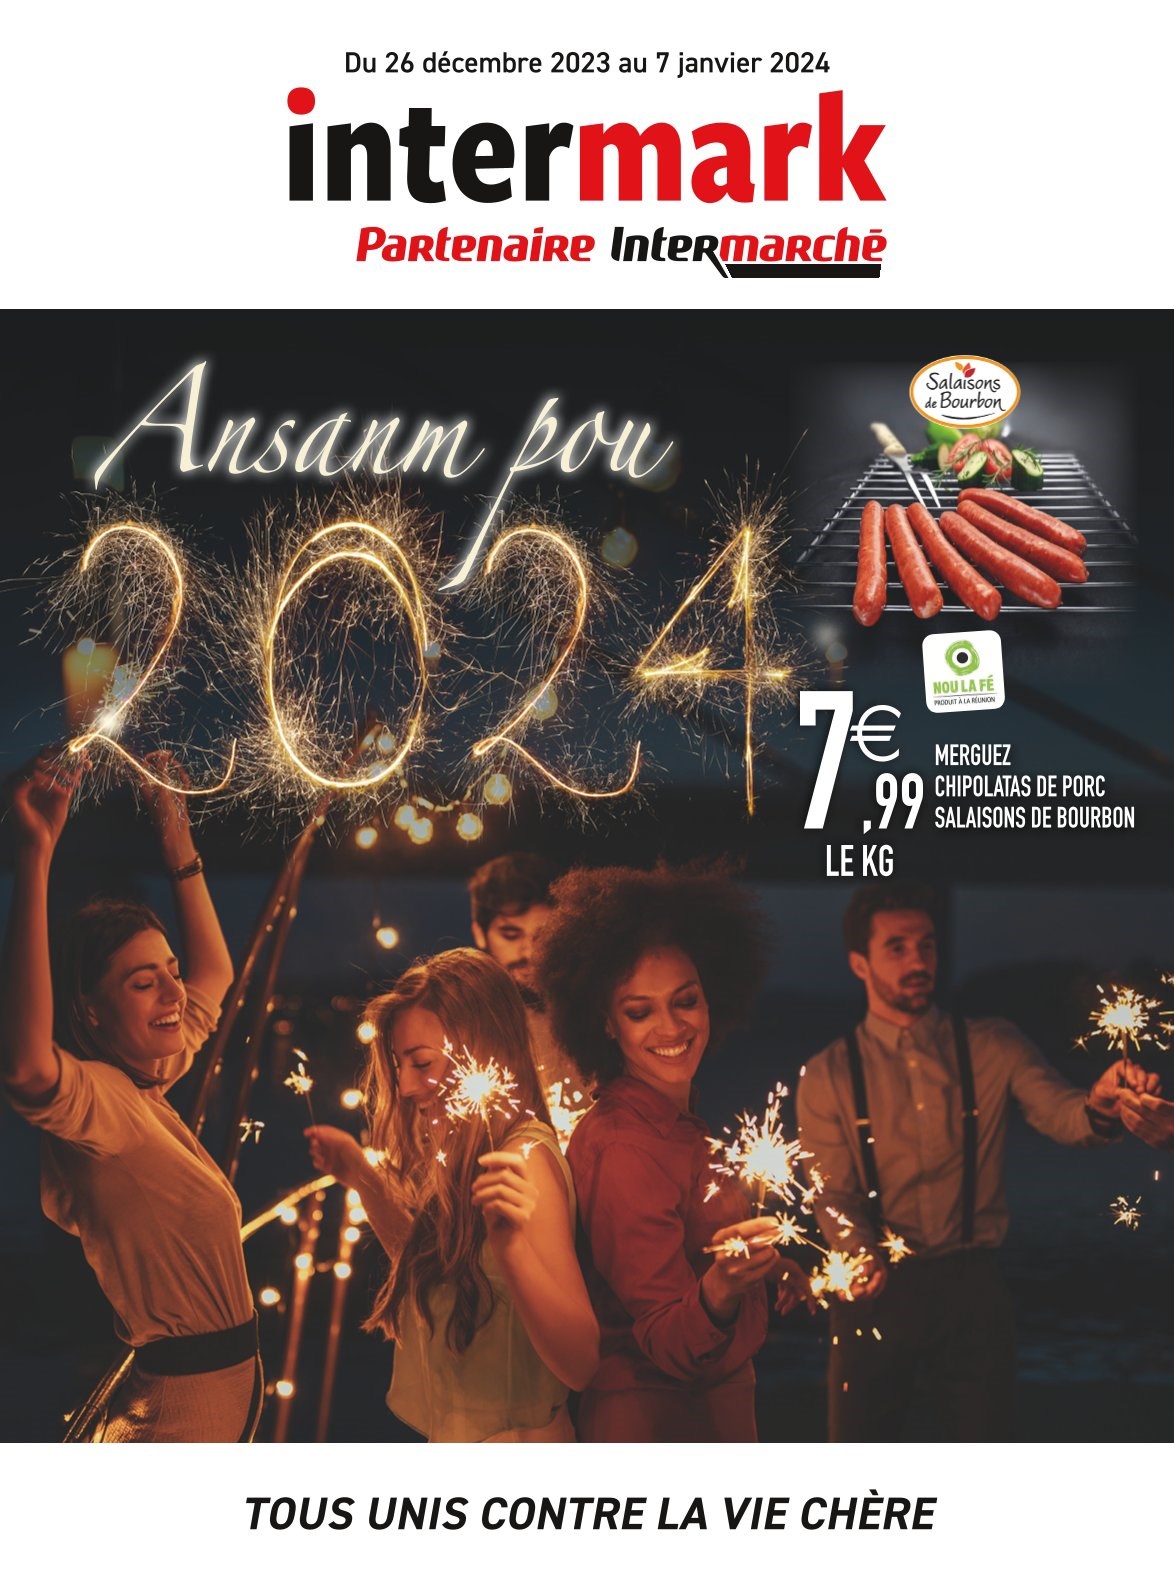 Du 26 décembre 2023 au 7 janvier 2024
intermark
Partenaire Intermarché
Ansanm pou
2024
Salaisons
de Bourbon
NOU LA FÉ
PRODUIT À LA RÉUNION
7€,99
LE KG
MERGUEZ
CHIPOLATAS DE PORC
SALAISONS DE BOURBON
TOUS UNIS CONTRE LA VIE CHÈRE